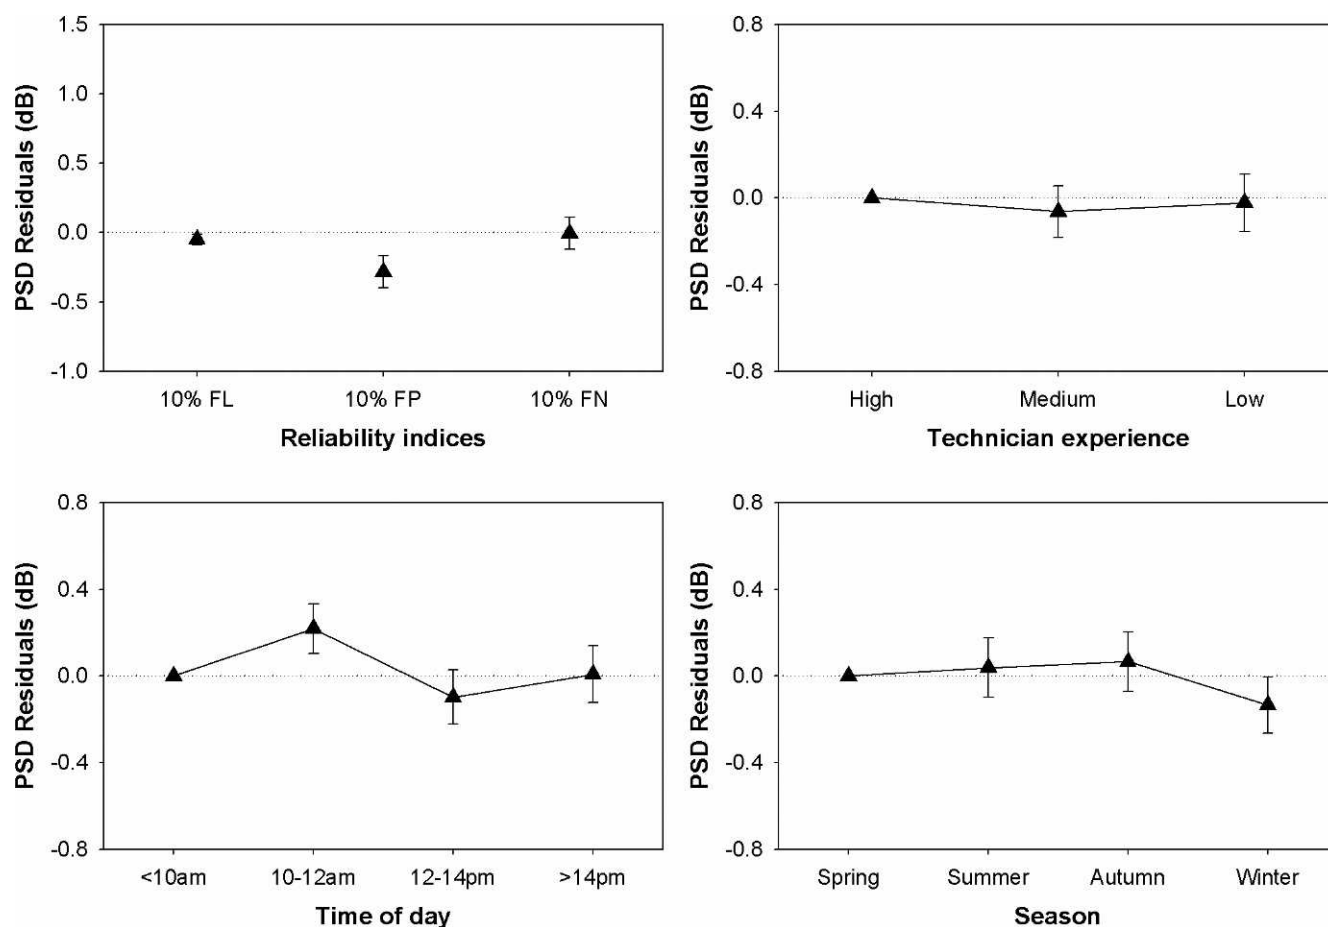 1.5
1.0
0.5
0.0
-0.5
-1.0
PSD Residuals (dB)
10% FL 10% FP 10% FN
Reliability indices
0.8
0.4
0.0
-0.4
-0.8
PSD Residuals (dB)
High Medium Low
Technician experience
0.8
0.4
0.0
-0.4
-0.8
PSD Residuals (dB)
<10am 10-12am 12-14pm >14pm
Time of day
0.8
0.4
0.0
-0.4
-0.8
PSD Residuals (dB)
Spring Summer Autumn Winter
Season